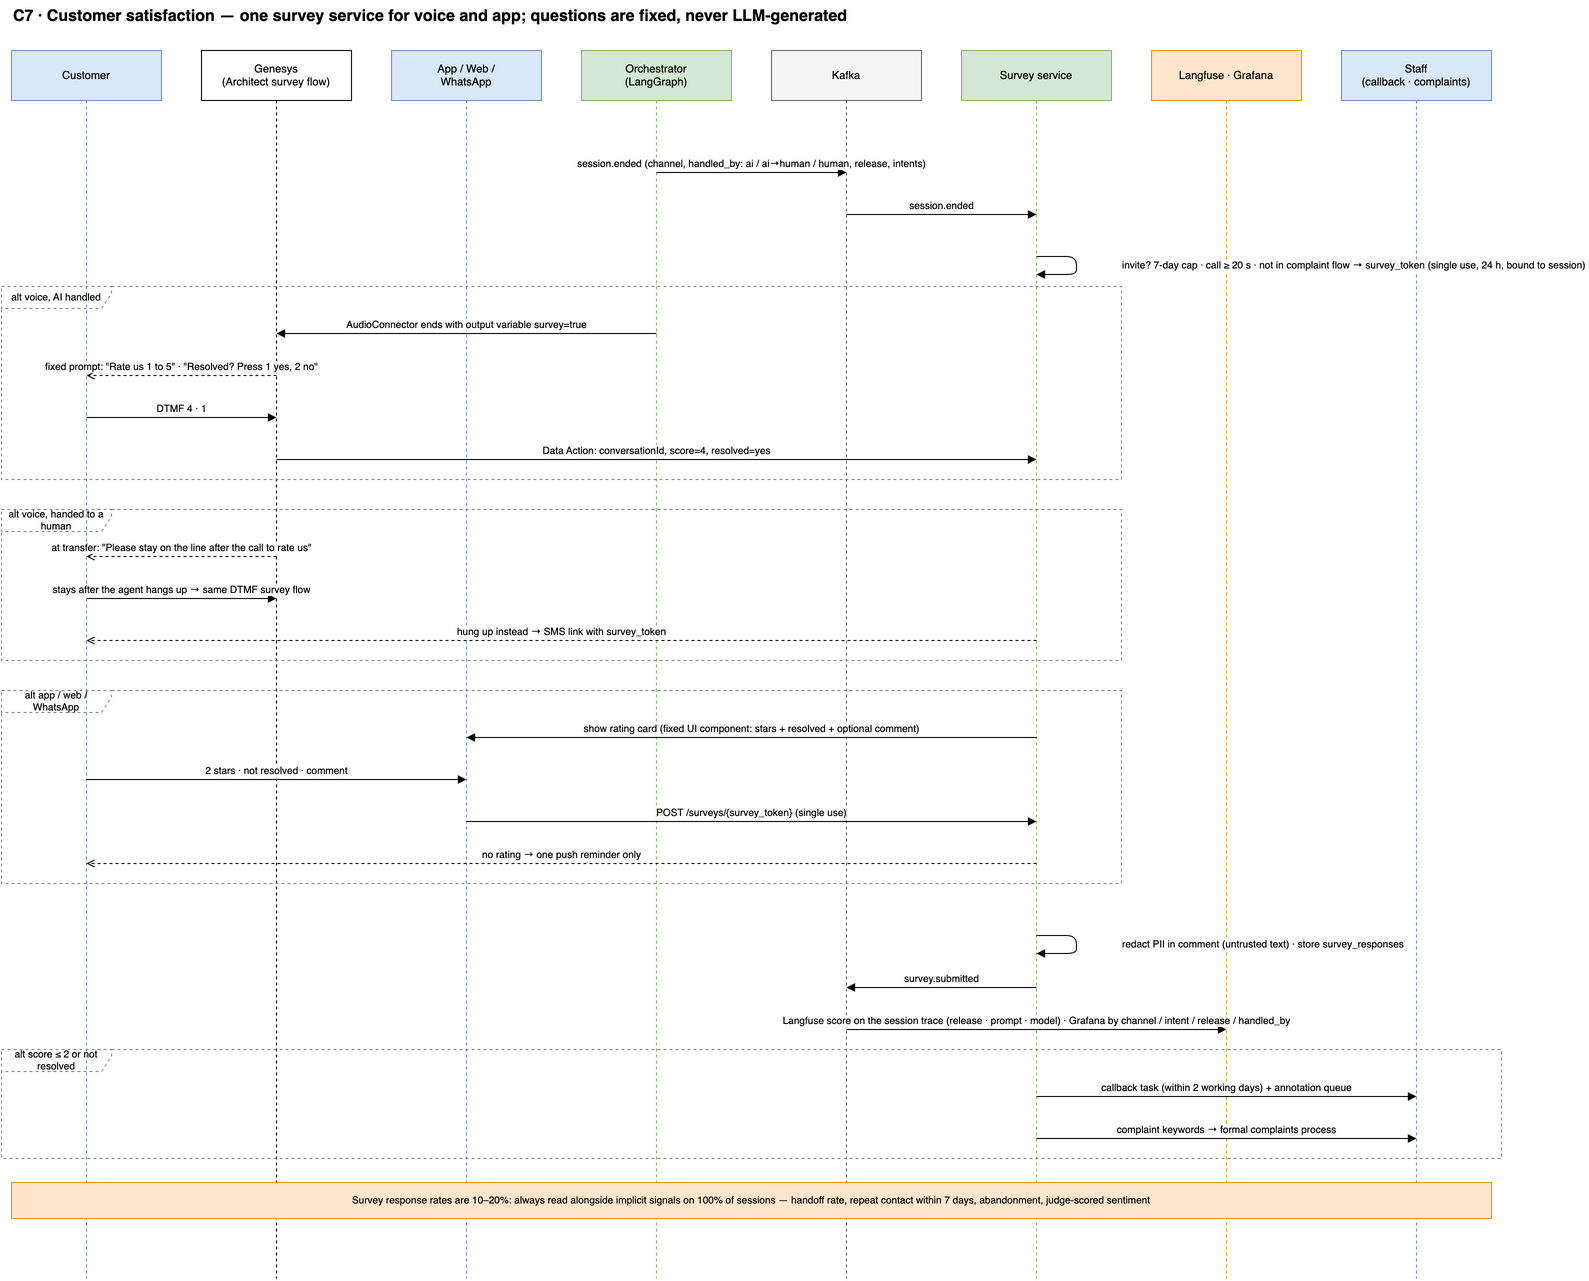 C7 · Customer satisfaction — one survey service for voice and app; questions are fixed, never LLM-generated
Customer
Genesys
(Architect survey flow)
App / Web /
WhatsApp
Orchestrator
(LangGraph)
Kafka
Survey service
Langfuse · Grafana
Staff
(callback · complaints)
session.ended (channel, handled_by: ai / ai→human / human, release, intents)
session.ended
invite? 7-day cap · call ≥ 20 s · not in complaint flow → survey_token (single use, 24 h, bound to session)
alt voice, AI handled
AudioConnector ends with output variable survey=true
fixed prompt: "Rate us 1 to 5" · "Resolved? Press 1 yes, 2 no"
DTMF 4 · 1
Data Action: conversationId, score=4, resolved=yes
alt voice, handed to a
human
at transfer: "Please stay on the line after the call to rate us"
stays after the agent hangs up → same DTMF survey flow
hung up instead → SMS link with survey_token
alt app / web /
WhatsApp
show rating card (fixed UI component: stars + resolved + optional comment)
2 stars · not resolved · comment
POST /surveys/{survey_token} (single use)
no rating → one push reminder only
redact PII in comment (untrusted text) · store survey_responses
survey.submitted
Langfuse score on the session trace (release · prompt · model) · Grafana by channel / intent / release / handled_by
alt score ≤ 2 or not
resolved
callback task (within 2 working days) + annotation queue
complaint keywords → formal complaints process
Survey response rates are 10–20%: always read alongside implicit signals on 100% of sessions — handoff rate, repeat contact within 7 days, abandonment, judge-scored sentiment